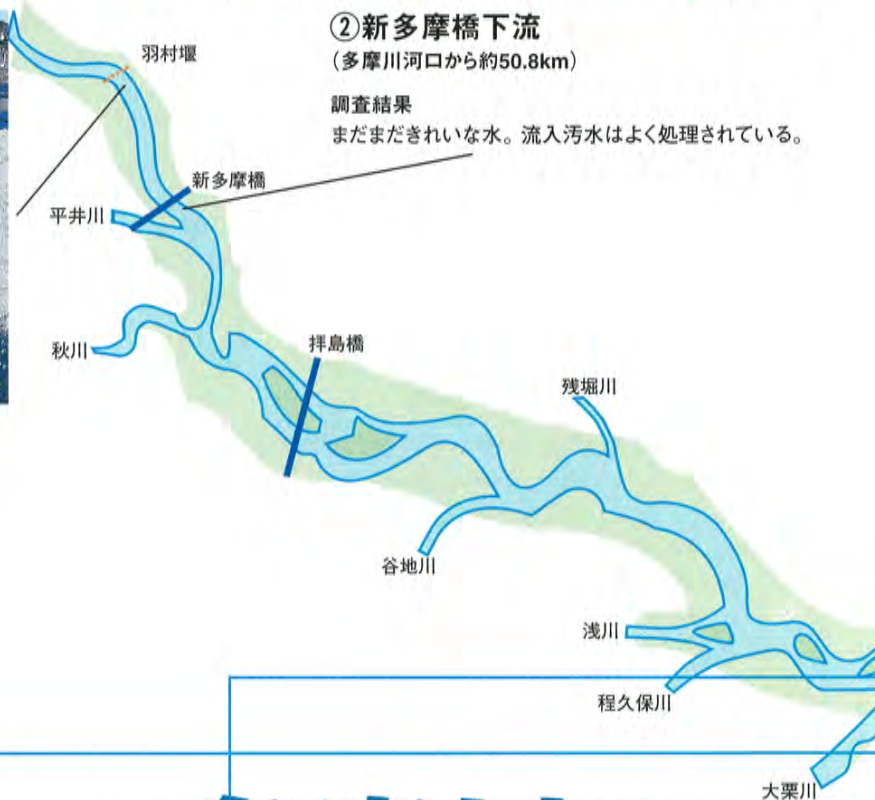 ②新多摩橋下流
（多摩川河口から約50.8km）
調査結果
まだまだきれいな水。流入汚水はよく処理されている。
羽村堰
新多摩橋
平井川
秋川
拝島橋
残堀川
谷地川
浅川
程久保川
大栗川